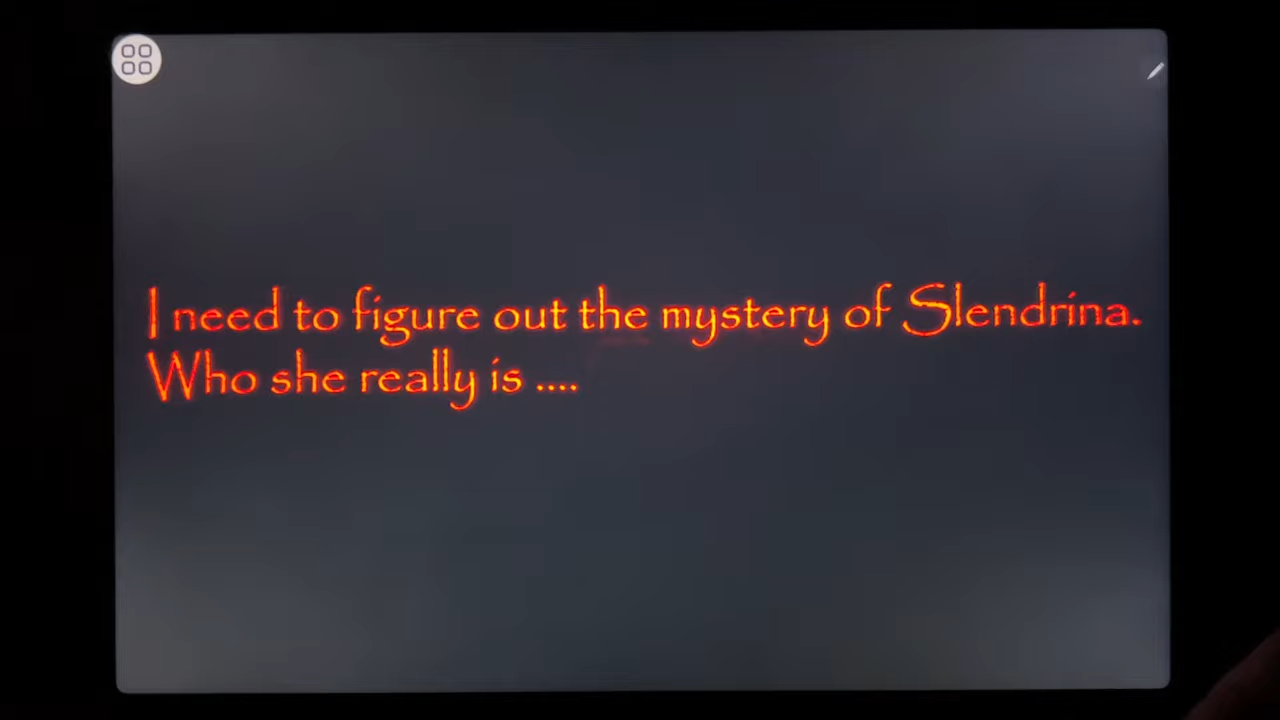 I need to figure out the mystery of Slendrina.
Who she really is ....